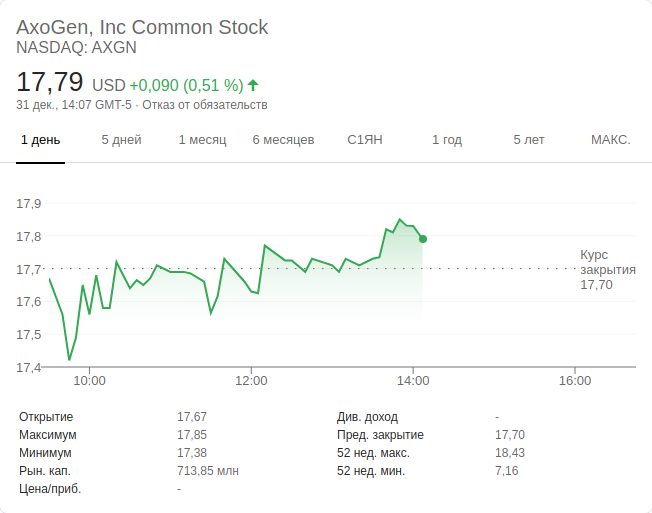 AxoGen, Inc Common Stock
NASDAQ: AXGN
17,79 USD +0,090 (0,51 %)
31 дек., 14:07 GMT-5 · Отказ от обязательств
1 день 5 дней 1 месяц 6 месяцев С1ЯН 1 год 5 лет МАКС.
17,9
17,8
17,7
17,6
17,5
17,4
Курс
закрытия
17,70
10:00 12:00 14:00 16:00
Открытие 17,67
Максимум 17,85
Минимум 17,38
Рын. кап. 713,85 млн
Цена/приб. -
Див. доход -
Пред. закрытие 17,70
52 нед. макс. 18,43
52 нед. мин. 7,16